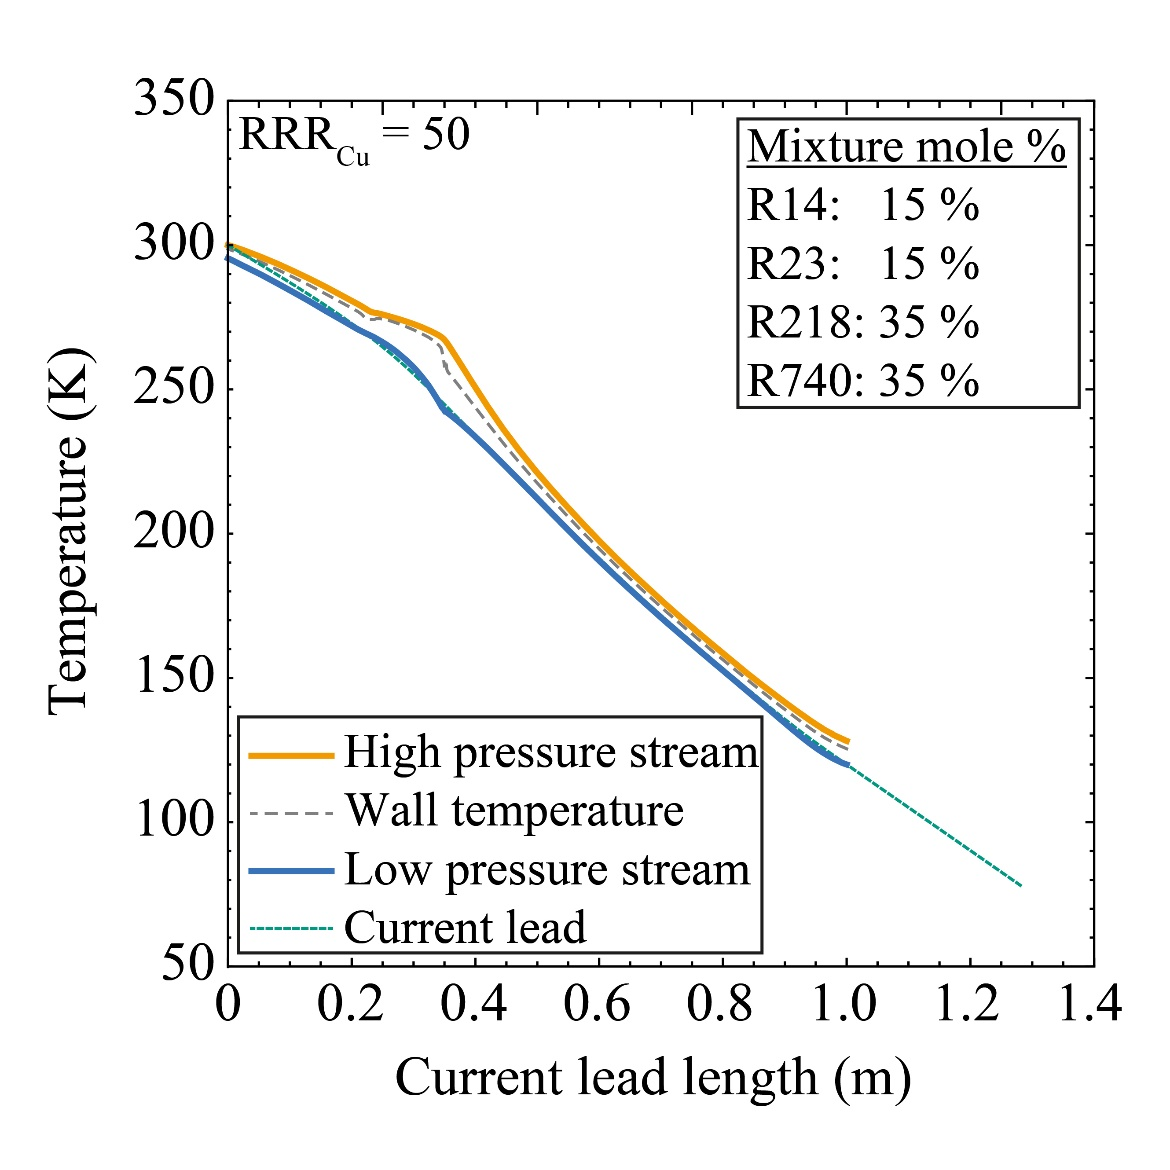 350
300
250
200
150
100
50
Temperature (K)
RRRCu = 50
Mixture mole %
R14: 15 %
R23: 15 %
R218: 35 %
R740: 35 %
High pressure stream
Wall temperature
Low pressure stream
Current lead
0 0.2 0.4 0.6 0.8 1.0 1.2 1.4
Current lead length (m)